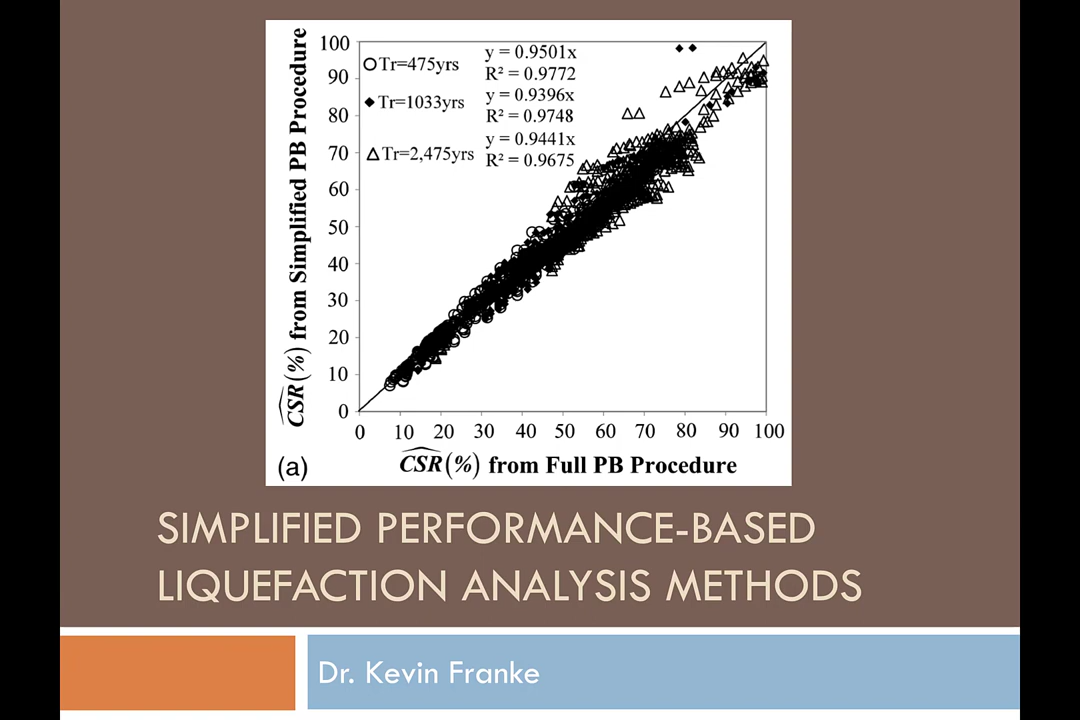 100
90
80
70
60
50
40
30
20
10
0
CSR(%) from Simplified PB Procedure
Tr=475yrs
y = 0.9501x
R² = 0.9772
Tr=1033yrs
y = 0.9396x
R² = 0.9748
Tr=2,475yrs
y = 0.9441x
R² = 0.9675
0 10 20 30 40 50 60 70 80 90 100
(a) CSR(%) from Full PB Procedure
SIMPLIFIED PERFORMANCE-BASED
LIQUEFACTION ANALYSIS METHODS
Dr. Kevin Franke